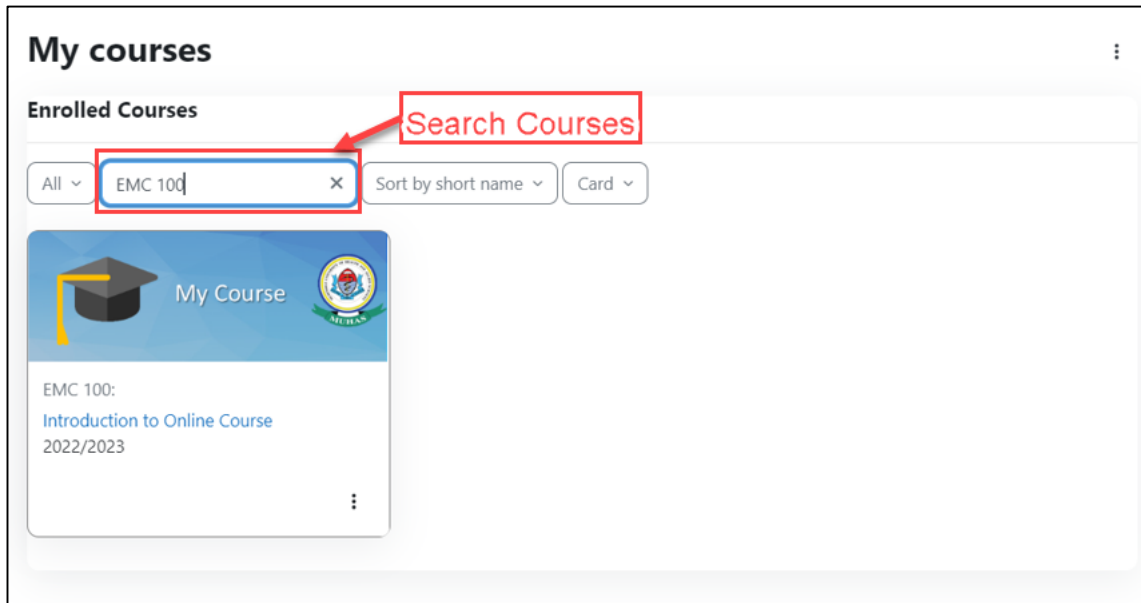 My courses
Enrolled Courses
Search Courses
All
EMC 100
Sort by short name
Card
My Course
MUHAS
EMC 100:
Introduction to Online Course
2022/2023